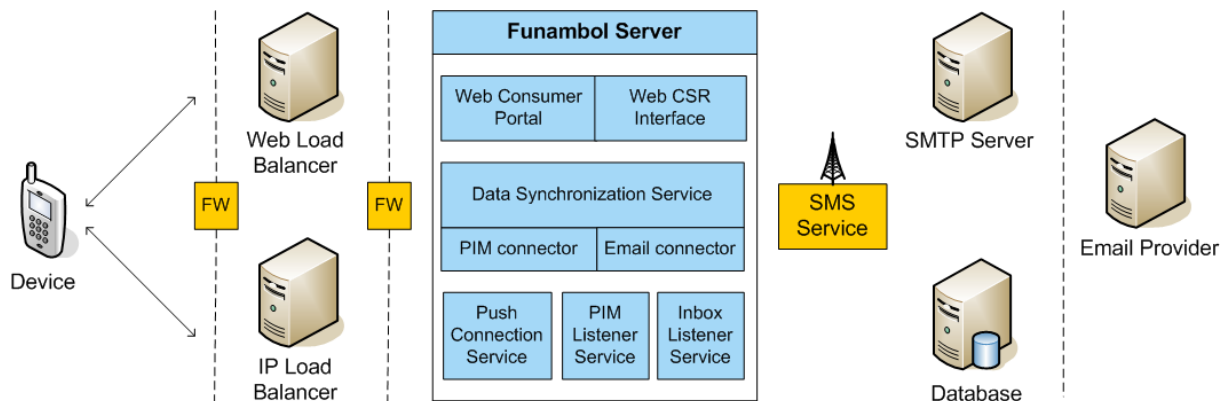 Funambol Server
Web Consumer
Portal
Web CSR
Interface
Web Load
Balancer
SMTP Server
FW
FW
Data Synchronization Service
SMS
Service
PIM connector
Email connector
Device
Email Provider
Push
Connection
Service
PIM
Listener
Service
Inbox
Listener
Service
IP Load
Balancer
Database